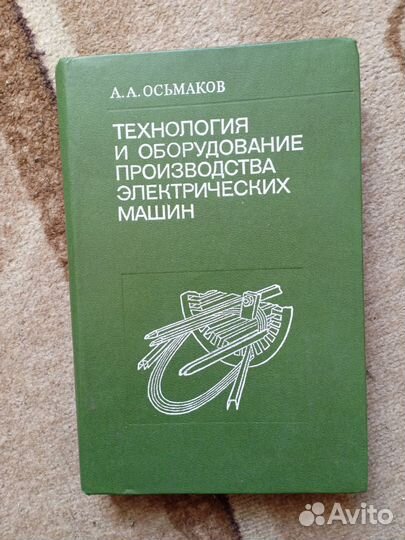 А.А.ОСЬМАКОВ
ТЕХНОЛОГИЯ
И ОБОРУДОВАНИЕ
ПРОИЗВОДСТВА
ЭЛЕКТРИЧЕСКИХ
МАШИН
Avito